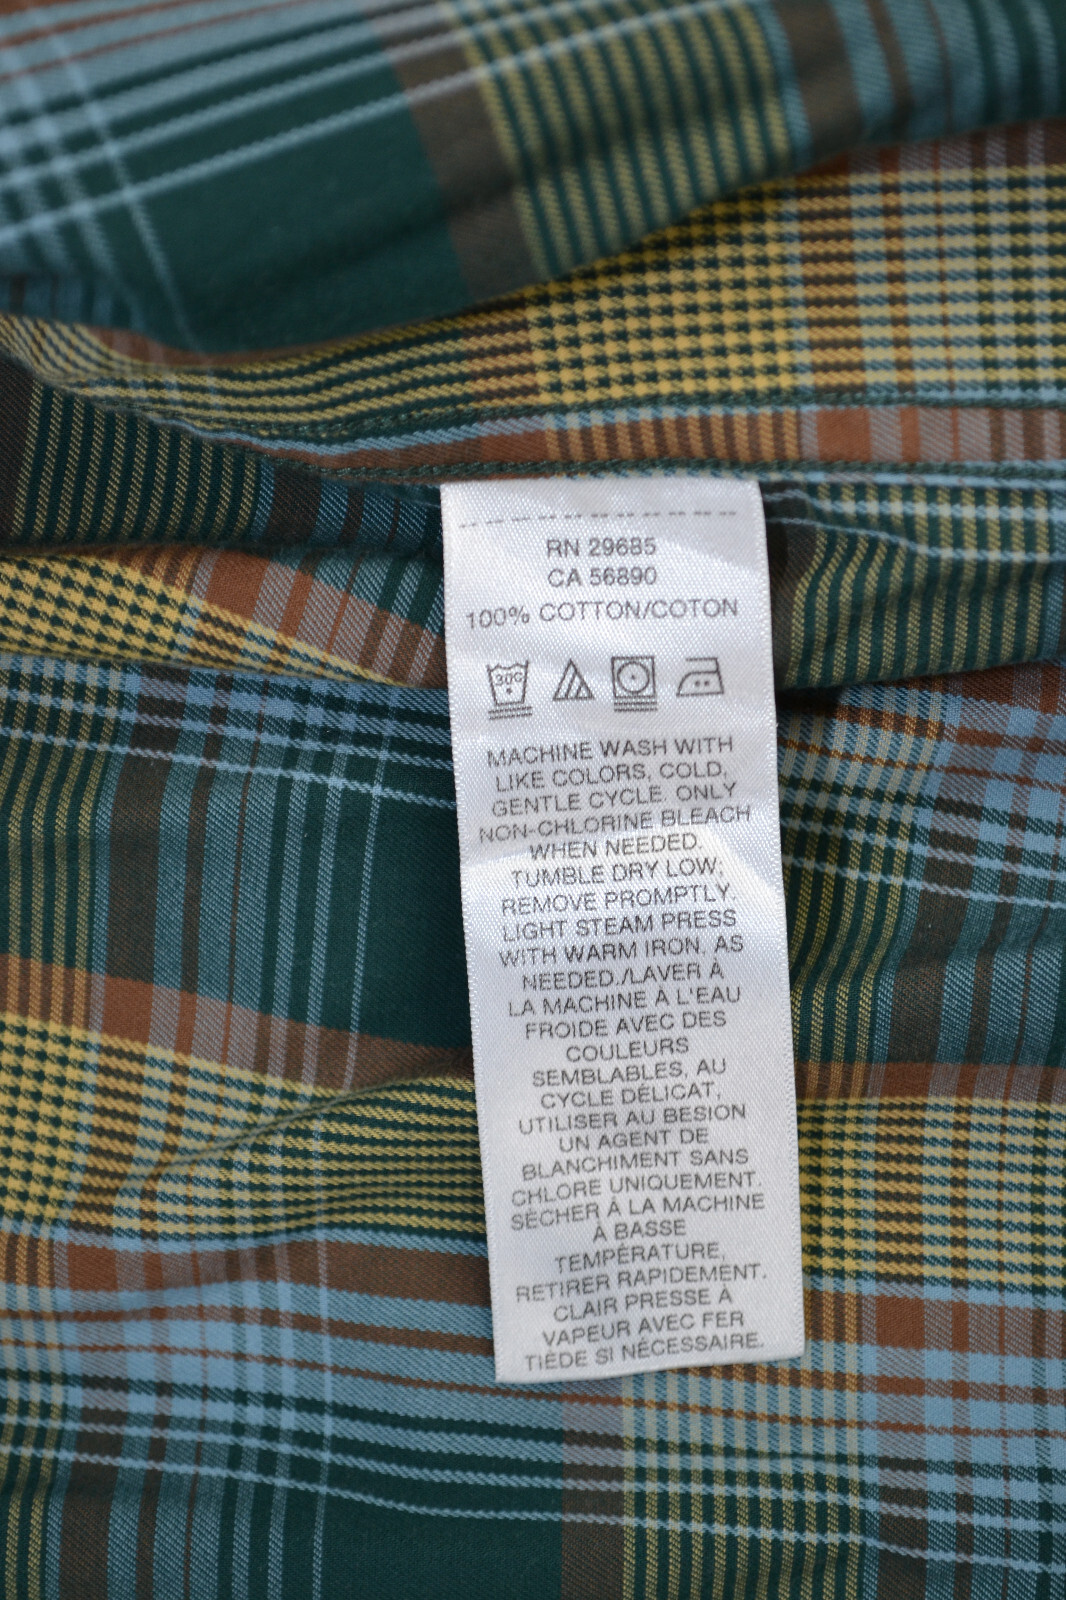 RN 29685
CA 56890
100% COTTON/COTON
30C
MACHINE WASH WITH
LIKE COLORS, COLD,
GENTLE CYCLE. ONLY
NON-CHLORINE BLEACH
WHEN NEEDED.
TUMBLE DRY LOW;
REMOVE PROMPTLY.
LIGHT STEAM PRESS
WITH WARM IRON, AS
NEEDED./LAVER À
LA MACHINE À L'EAU
FROIDE AVEC DES
COULEURS
SEMBLABLES, AU
CYCLE DÉLICAT,
UTILISER AU BESION
UN AGENT DE
BLANCHIMENT SANS
CHLORE UNIQUEMENT.
SÈCHER À LA MACHINE
À BASSE
TEMPÉRATURE,
RETIRER RAPIDEMENT.
CLAIR PRESSE À
VAPEUR AVEC FER
TIÈDE SI NÉCESSAIRE.